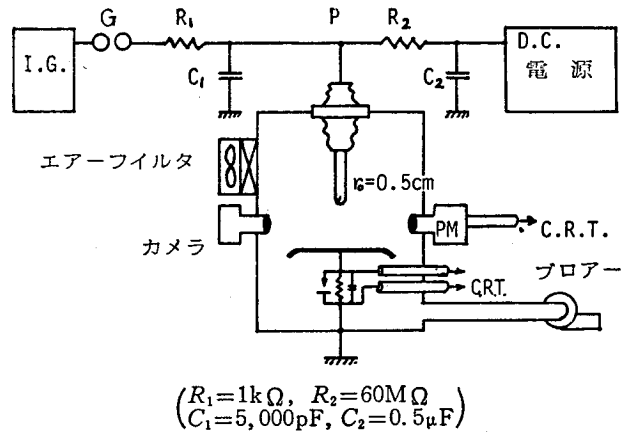 G R₁ P R₂
I.G.
C₁
C₂
D.C.
電源
エアーフイルタ
r₀=0.5cm
カメラ
PM
C.R.T.
C.R.T.
ブロアー
(R₁=1kΩ, R₂=60MΩ
C₁=5,000pF, C₂=0.5μF)